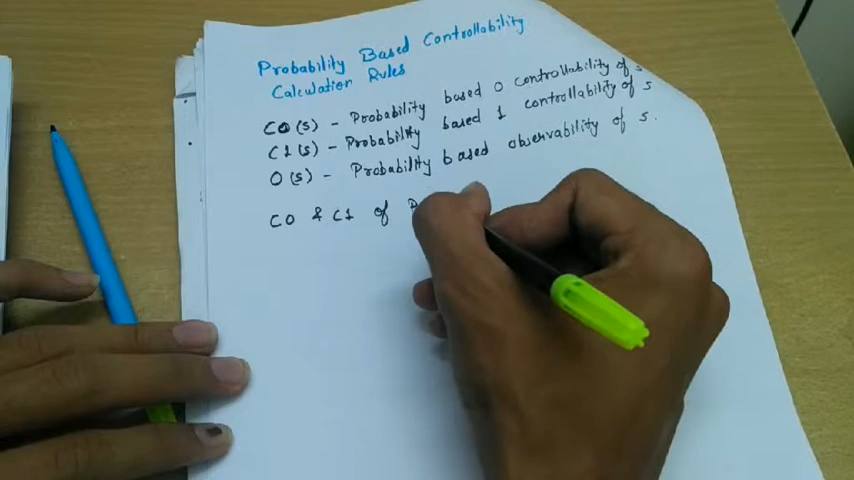 Probability Based Controllability
Calculation Rules
C0(s) - Probability based 0 controllability of s
C1(s) - Probability based 1 controllability of s
O(s) - Probability based observability of s.
C0 & C1 of